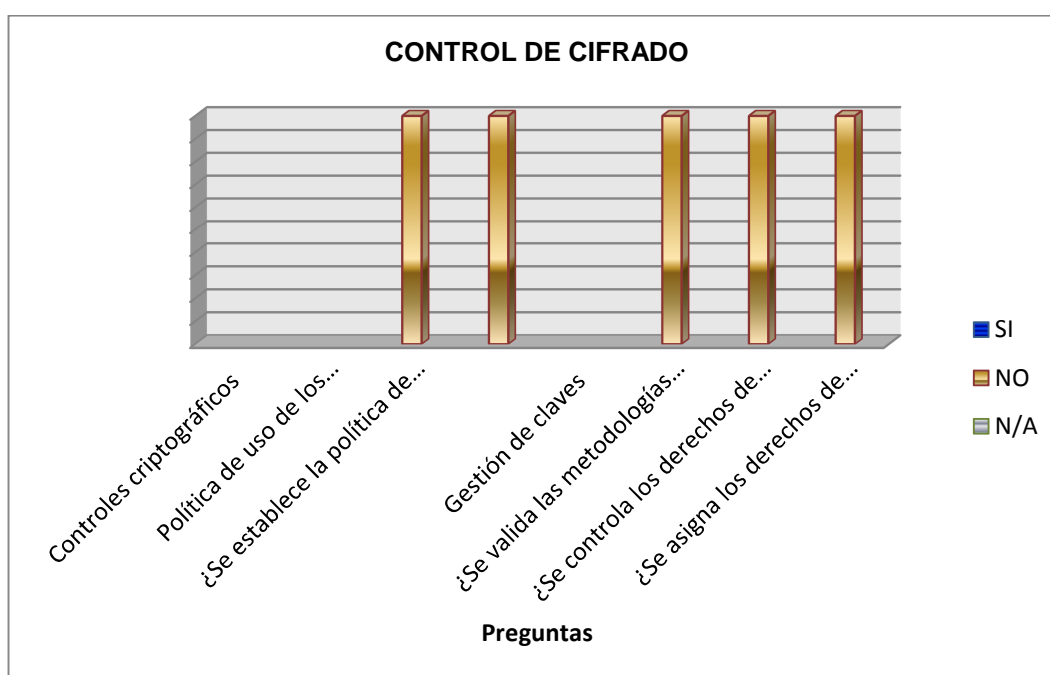 CONTROL DE CIFRADO
SI
NO
N/A
Controles criptográficos
Política de uso de los...
¿Se establece la política de...
Gestión de claves
¿Se valida las metodologías...
¿Se controla los derechos de...
¿Se asigna los derechos de...
Preguntas